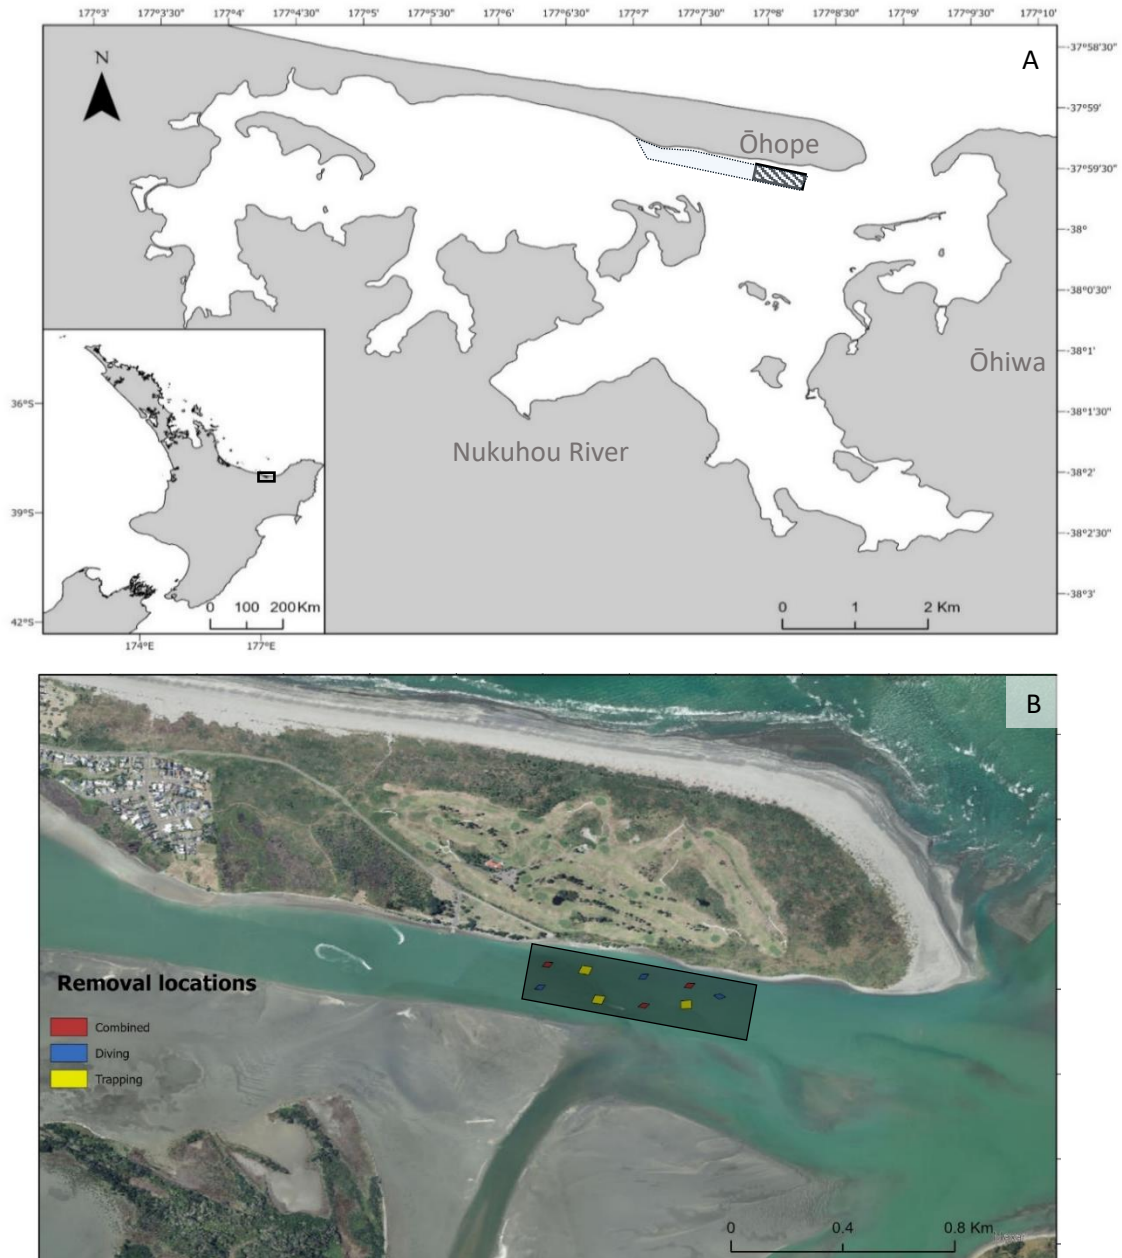 177°3' 177°3'30" 177°4' 177°4'30" 177°5' 177°5'30" 177°6' 177°6'30" 177°7' 177°7'30" 177°8' 177°8'30" 177°9' 177°9'30" 177°10'
-37°58'30"
N
A
-37°59'
Ōhope
-37°59'30"
-38°
-38°0'30"
-38°1'
Ōhiwa
36°S
-38°1'30"
Nukuhou River
-38°2'
39°S
-38°2'30"
-38°3'
0 100 200Km
0 1 2 Km
42°S
174°E 177°E
B
Removal locations
Combined
Diving
Trapping
0 0.4 0.8 Km